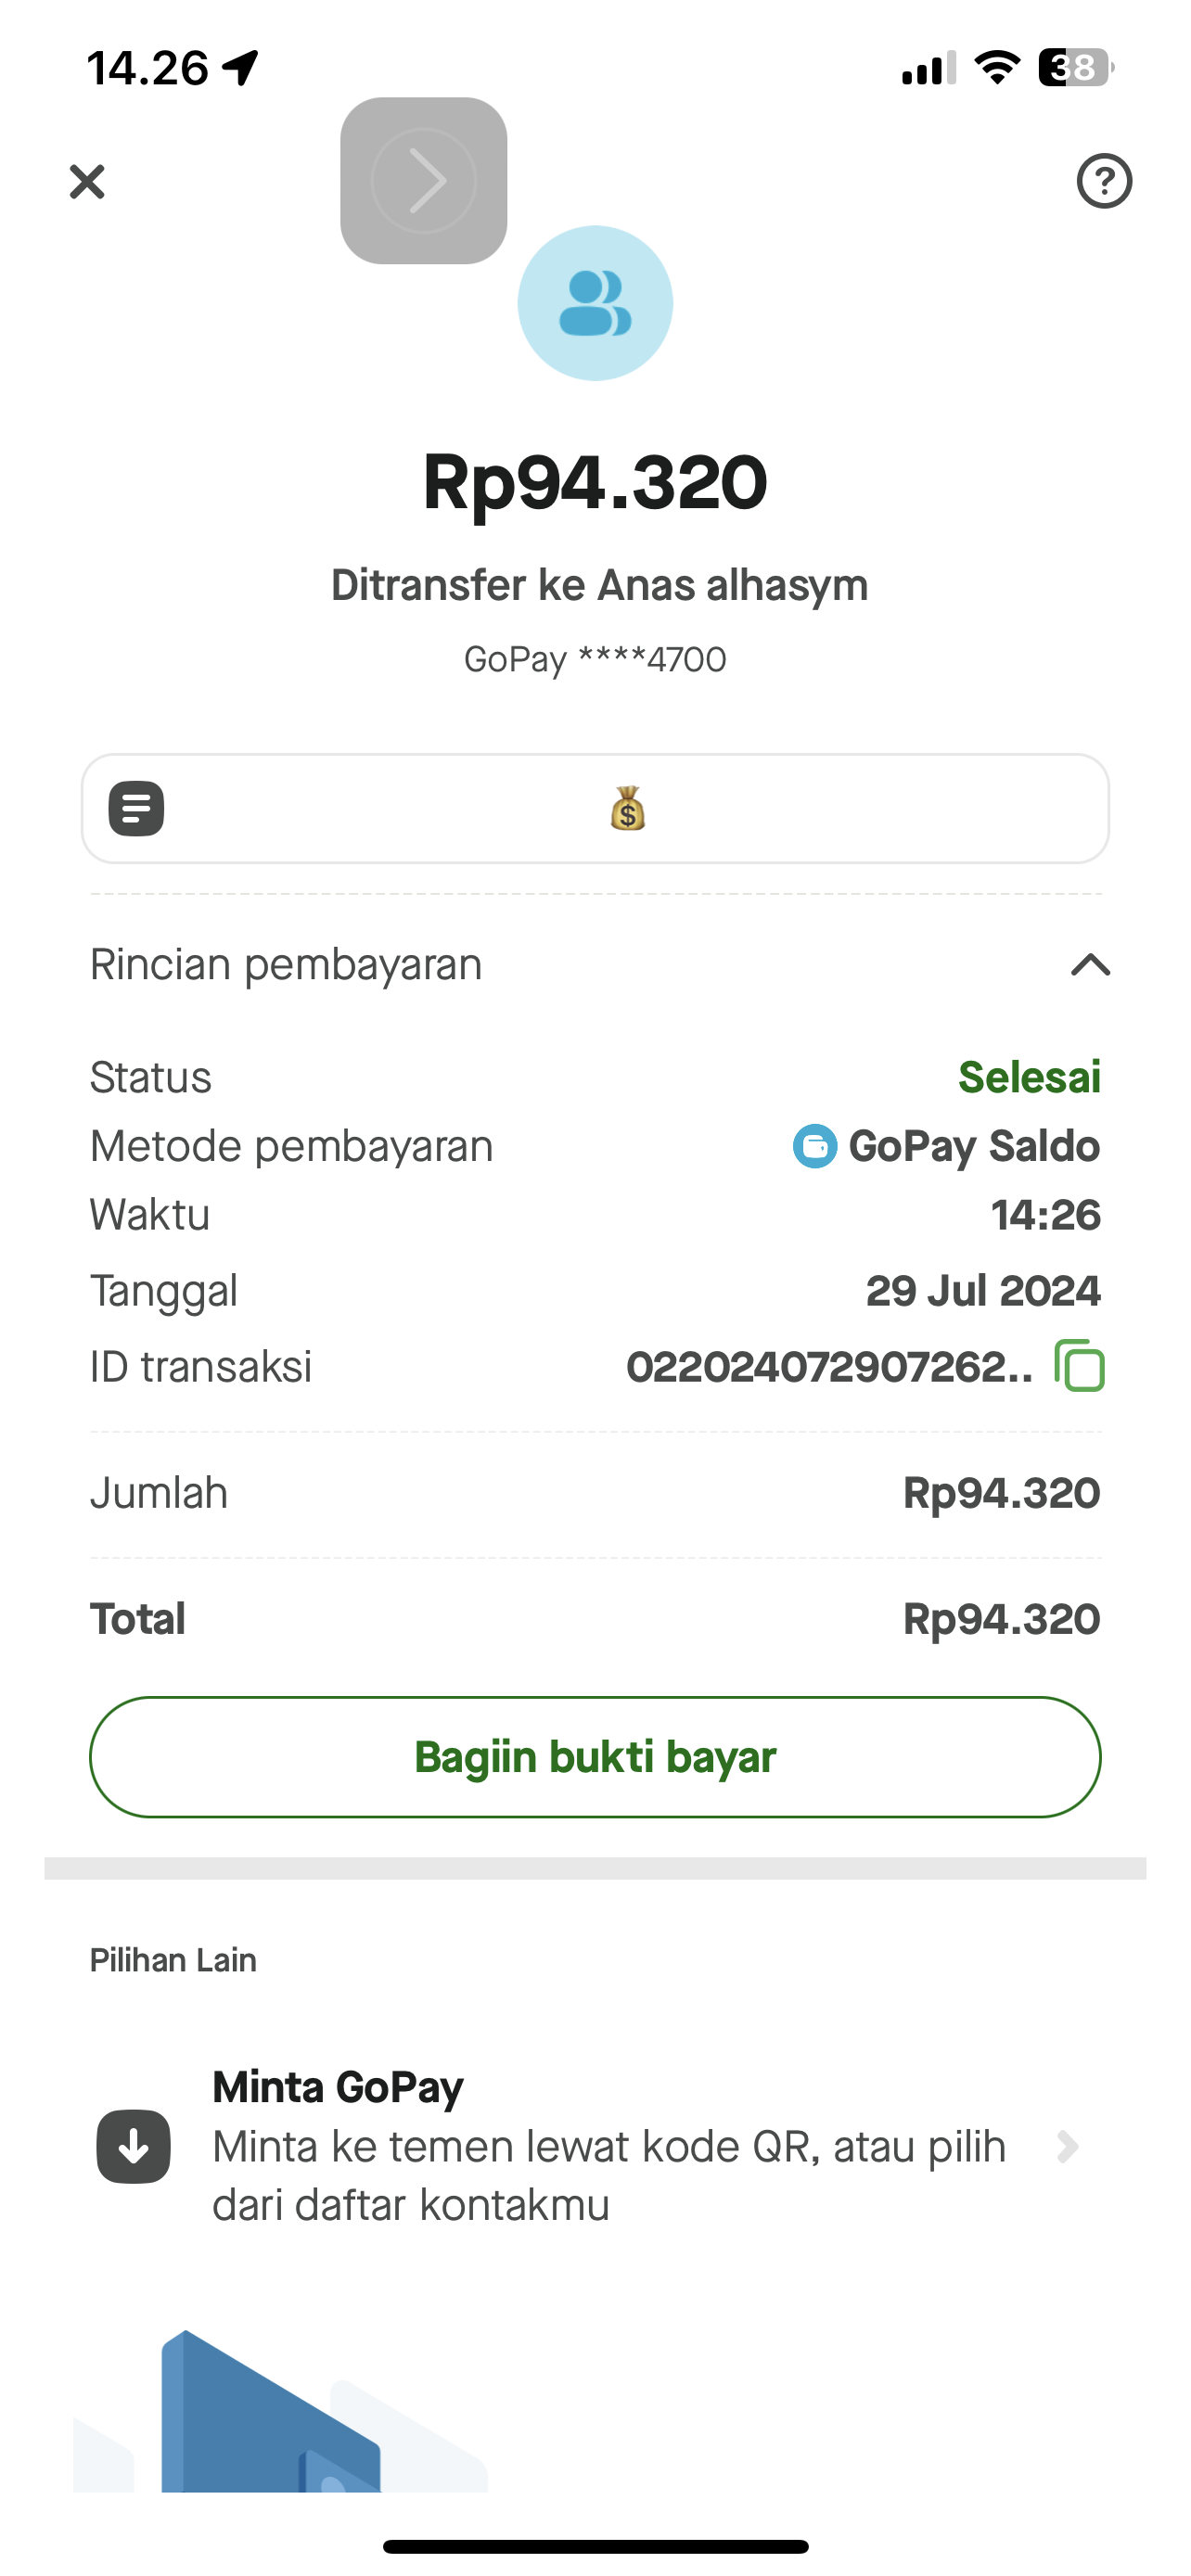 14.26
38
Rp94.320
Ditransfer ke Anas alhasym
GoPay ****4700
Rincian pembayaran
Status Selesai
Metode pembayaran GoPay Saldo
Waktu 14:26
Tanggal 29 Jul 2024
ID transaksi 022024072907262..
Jumlah Rp94.320
Total Rp94.320
Bagiin bukti bayar
Pilihan Lain
Minta GoPay
Minta ke temen lewat kode QR, atau pilih
dari daftar kontakmu